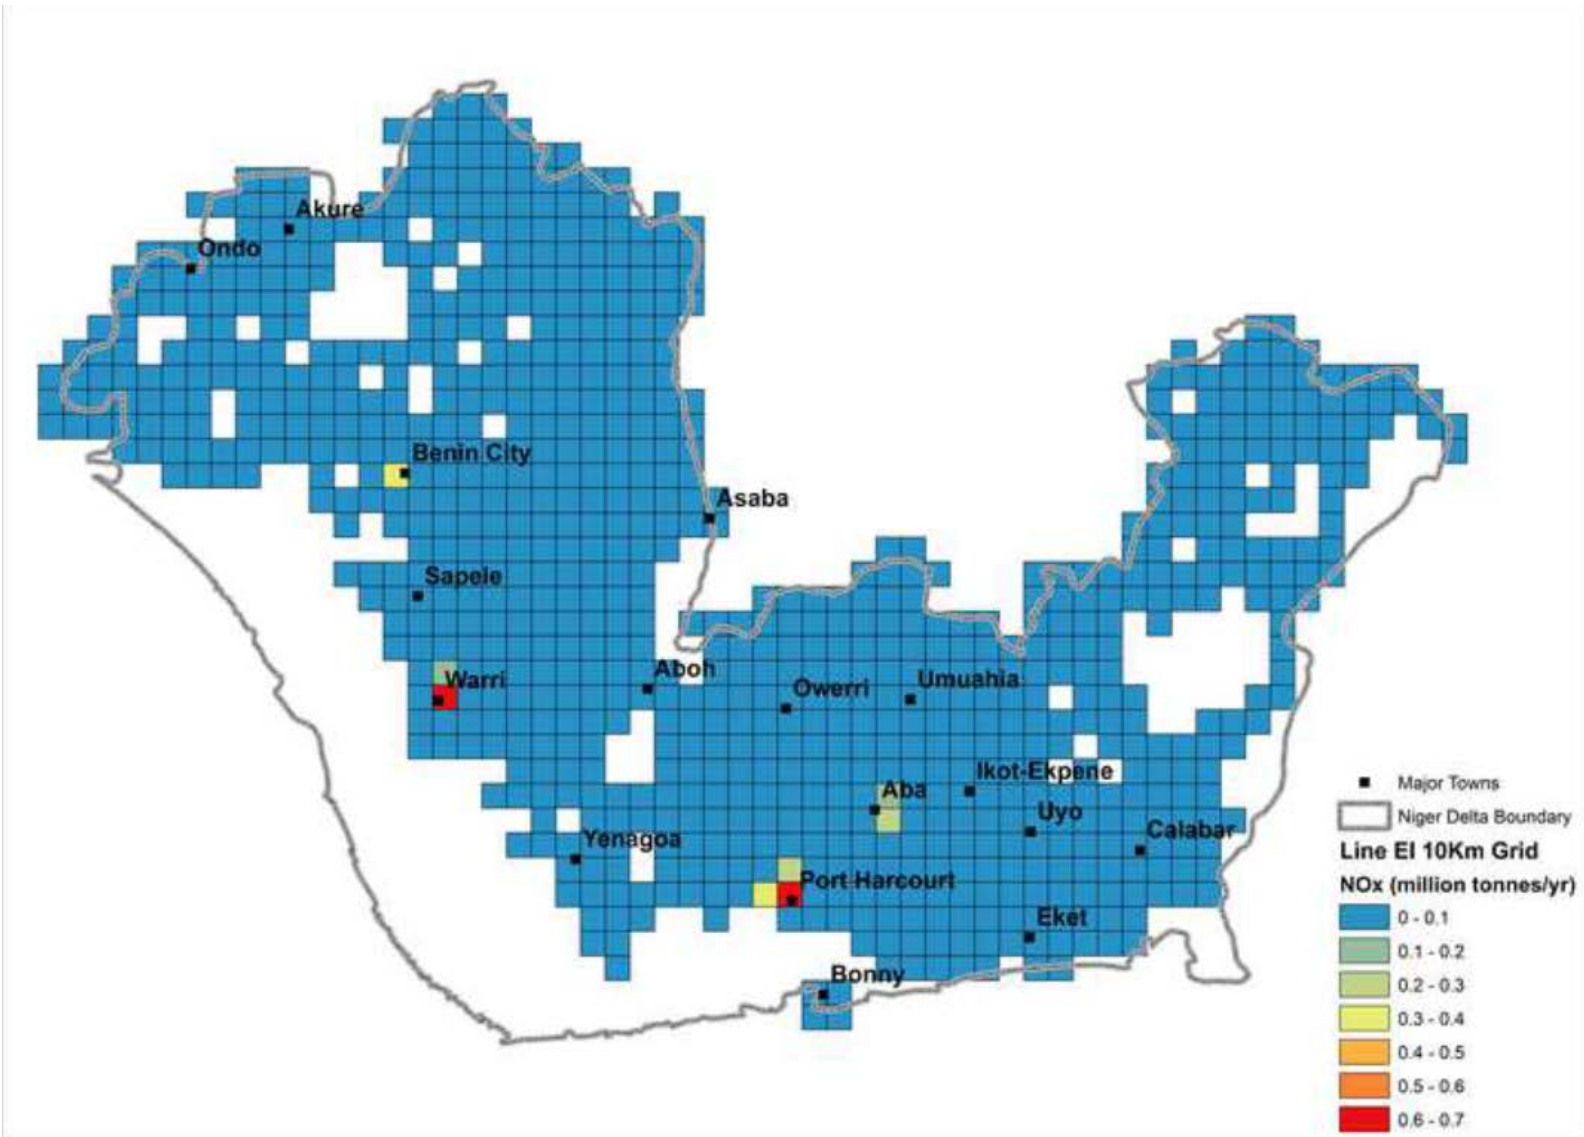 Akure
Ondo
Benin City
Asaba
Sapele
Aboh
Warri
Owerri
Umuahia
Ikot-Ekpene
Aba
Uyo
Calabar
Yenagoa
Port Harcourt
Eket
Bonny
Major Towns
Niger Delta Boundary
Line EI 10Km Grid
NOx (million tonnes/yr)
0 - 0.1
0.1 - 0.2
0.2 - 0.3
0.3 - 0.4
0.4 - 0.5
0.5 - 0.6
0.6 - 0.7